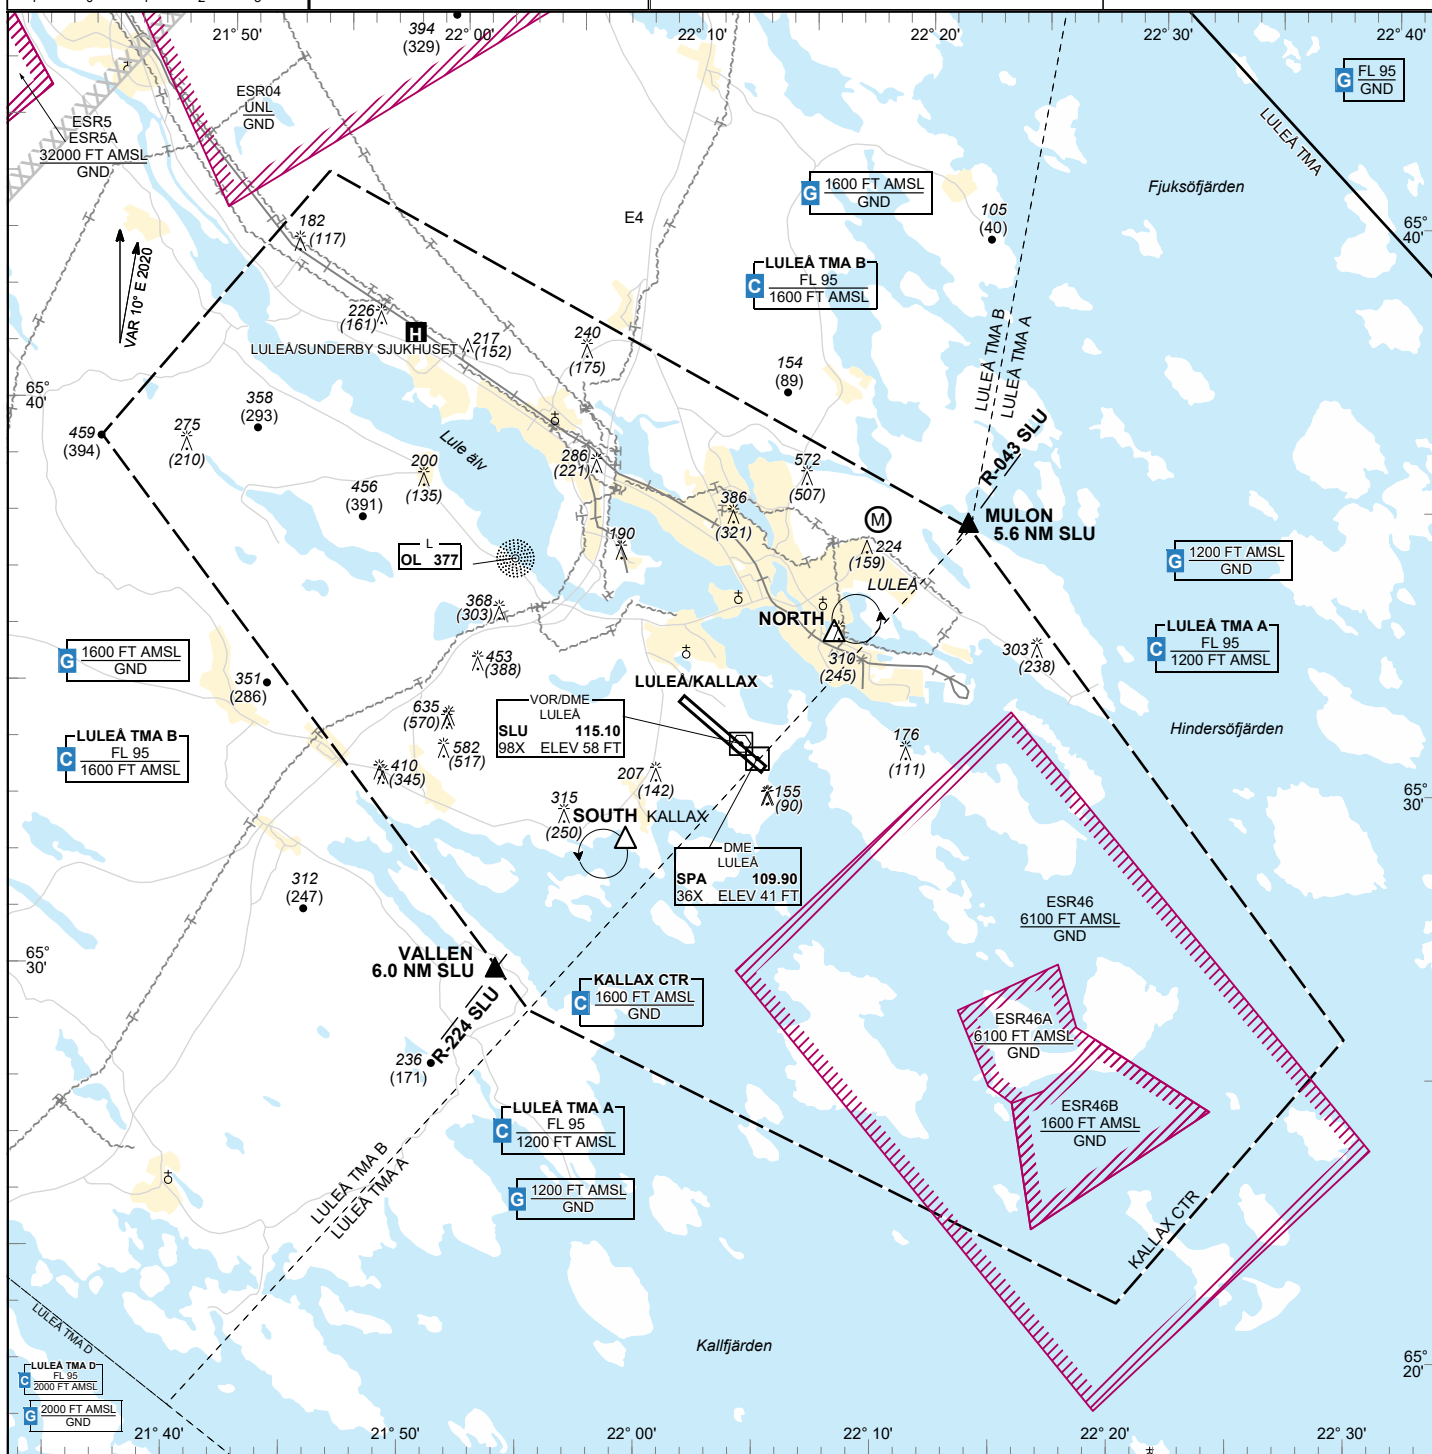 21° 50'
394
(329)
22° 00'
22° 10'
22° 20'
22° 30'
22° 40'
ESR04
UNL
GND
ESR5
ESR5A
32000 FT AMSL
GND
G
FL 95
GND
LULEÅ TMA
Fjuksöfjärden
G
1600 FT AMSL
GND
105
(40)
65°
40'
E4
182
(117)
VAR 10° E 2020
LULEÅ TMA B
C
FL 95
1600 FT AMSL
226
(161)
H
217
(152)
LULEÅ/SUNDERBY SJUKHUSET
240
(175)
LULEÅ TMA B
LULEÅ TMA A
154
(89)
65°
40'
358
(293)
459
(394)
275
(210)
Lule älv
200
(135)
286
(221)
572
(507)
R-043 SLU
456
(391)
386
(321)
M
MULON
5.6 NM SLU
190
224
(159)
L
OL 377
G
1200 FT AMSL
GND
LULEÅ
368
(303)
NORTH
LULEÅ TMA A
C
FL 95
1200 FT AMSL
303
(238)
G
1600 FT AMSL
GND
453
(388)
310
(245)
351
(286)
LULEÅ/KALLAX
VOR/DME
LULEÅ
SLU 115.10
98X ELEV 58 FT
635
(570)
582
(517)
LULEÅ TMA B
C
FL 95
1600 FT AMSL
176
(111)
Hindersöfjärden
410
(345)
207
(142)
155
(90)
65°
30'
315
(250)
SOUTH
KALLAX
DME
LULEÅ
SPA 109.90
36X ELEV 41 FT
312
(247)
ESR46
6100 FT AMSL
GND
65°
30'
VALLEN
6.0 NM SLU
KALLAX CTR
C
1600 FT AMSL
GND
R-224 SLU
ESR46A
6100 FT AMSL
GND
236
(171)
ESR46B
1600 FT AMSL
GND
LULEÅ TMA A
C
FL 95
1200 FT AMSL
LULEÅ TMA B
LULEÅ TMA A
G
1200 FT AMSL
GND
KALLAX CTR
LULEÅ TMA D
Kallfjärden
65°
20'
LULEÅ TMA D
C
FL 95
2000 FT AMSL
G
2000 FT AMSL
GND
21° 40'
21° 50'
22° 00'
22° 10'
22° 20'
22° 30'